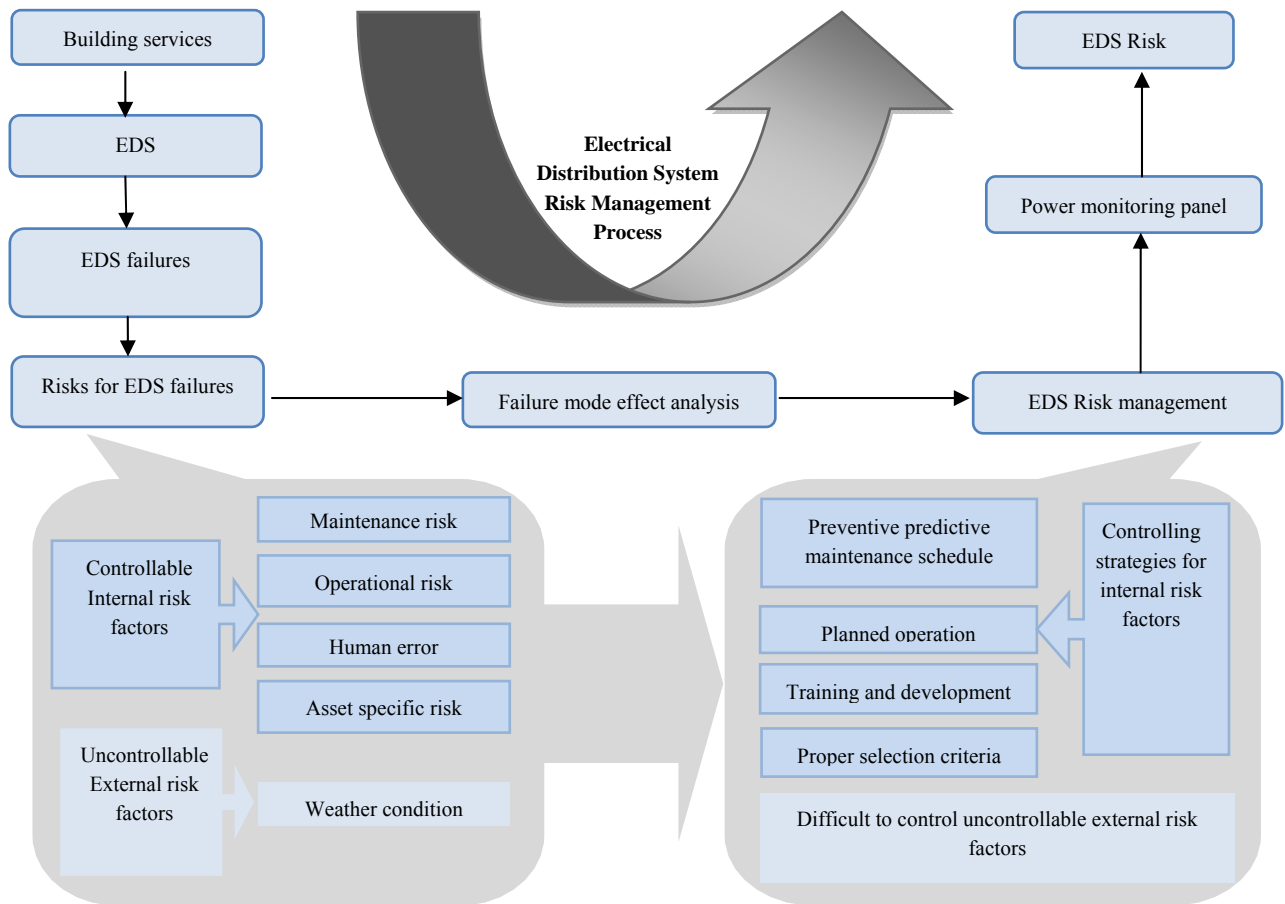 Building services
EDS
EDS failures
Risks for EDS failures
Electrical
Distribution System
Risk Management
Process
EDS Risk
Power monitoring panel
Failure mode effect analysis
EDS Risk management
Controllable
Internal risk
factors
Maintenance risk
Operational risk
Human error
Asset specific risk
Uncontrollable
External risk
factors
Weather condition
Preventive predictive
maintenance schedule
Planned operation
Training and development
Proper selection criteria
Controlling
strategies for
internal risk
factors
Difficult to control uncontrollable external risk
factors